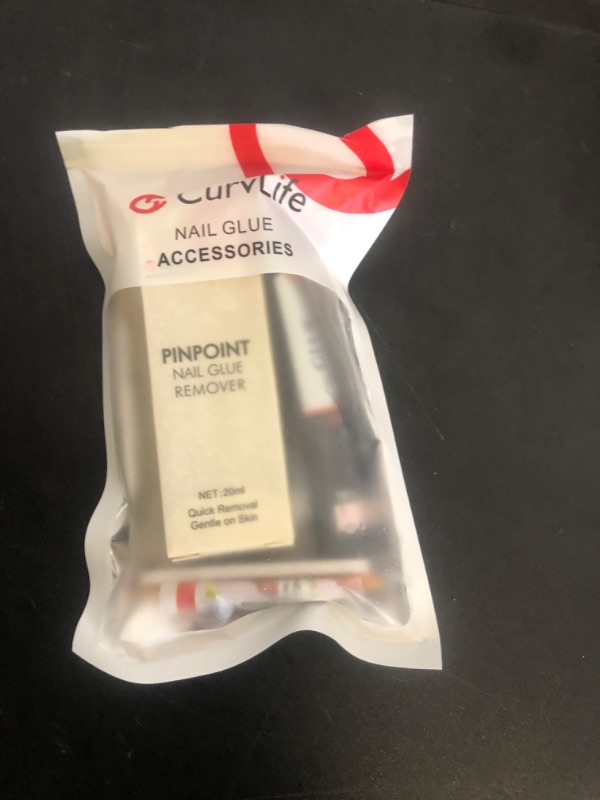 CurvLife
NAIL GLUE
ACCESSORIES
PINPOINT
NAIL GLUE
REMOVER
NET:20ml
Quick Removal
Gentle on Skin